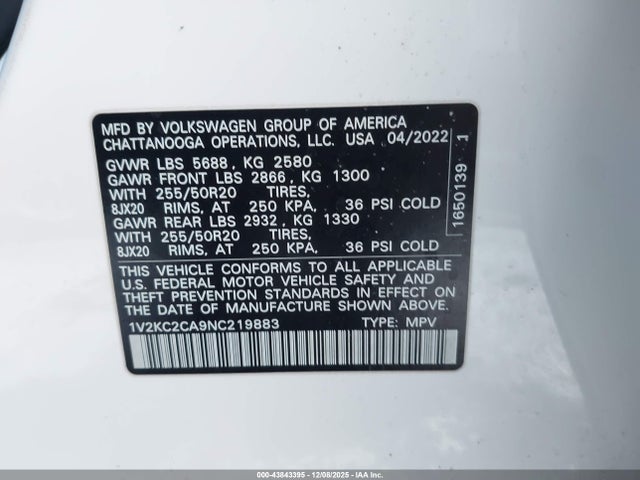 MFD BY VOLKSWAGEN GROUP OF AMERICA
CHATTANOOGA OPERATIONS, LLC. USA 04/2022
GVWR LBS 5688, KG 2580
GAWR FRONT LBS 2866, KG 1300
WITH 255/50R20 TIRES,
8JX20 RIMS, AT 250 KPA, 36 PSI COLD
GAWR REAR LBS 2932, KG 1330
WITH 255/50R20 TIRES,
8JX20 RIMS, AT 250 KPA, 36 PSI COLD
THIS VEHICLE CONFORMS TO ALL APPLICABLE
U.S. FEDERAL MOTOR VEHICLE SAFETY AND
THEFT PREVENTION STANDARDS IN EFFECT ON
THE DATE OF MANUFACTURE SHOWN ABOVE.
1V2KC2CA9NC219883 TYPE: MPV
1650139 1
00-43843395 - 12/08/2025 - IAAI.com